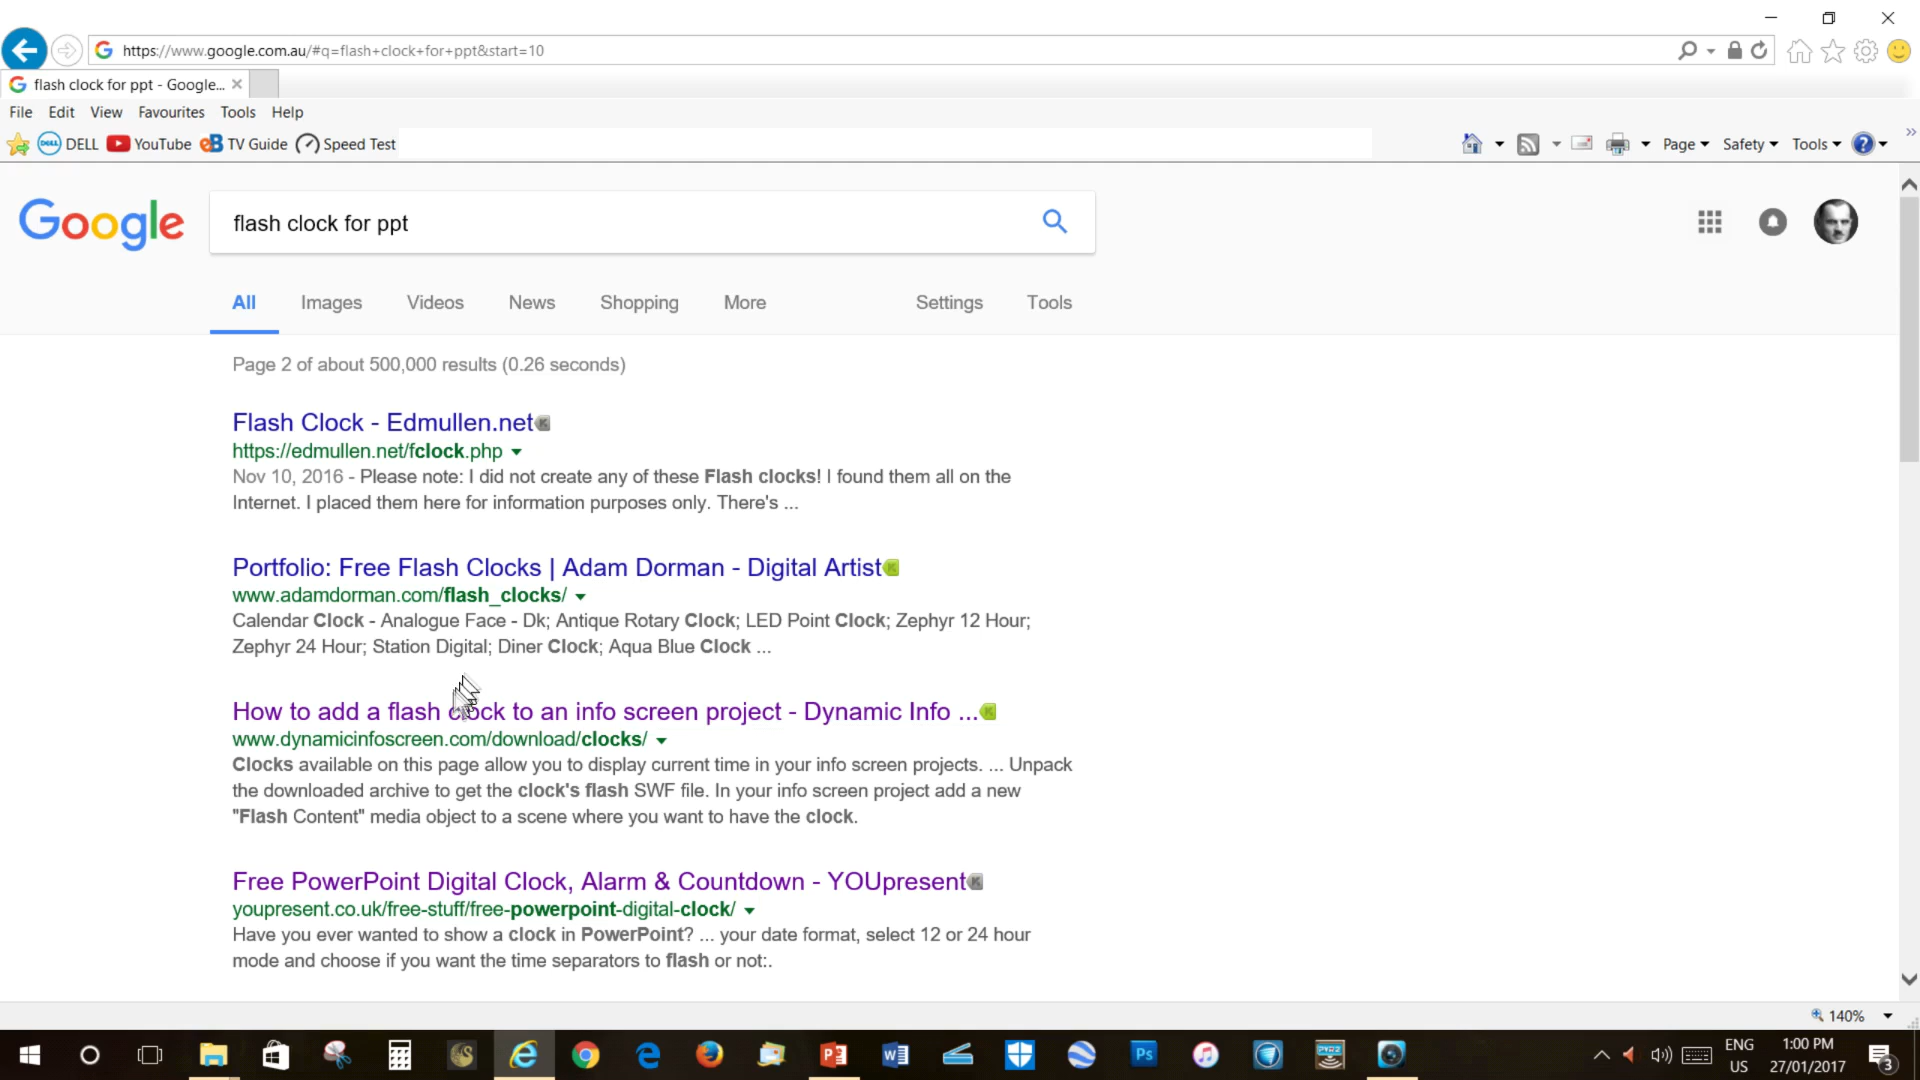 https://www.google.com.au/#q=flash+clock+for+ppt&start=10
flash clock for ppt - Google...
File Edit View Favourites Tools Help
DELL YouTube TV Guide Speed Test
Page Safety Tools
Google
flash clock for ppt
All Images Videos News Shopping More Settings Tools
Page 2 of about 500,000 results (0.26 seconds)
Flash Clock - Edmullen.net
https://edmullen.net/fclock.php
Nov 10, 2016 - Please note: I did not create any of these Flash clocks! I found them all on the
Internet. I placed them here for information purposes only. There's ...
Portfolio: Free Flash Clocks | Adam Dorman - Digital Artist
www.adamdorman.com/flash_clocks/
Calendar Clock - Analogue Face - Dk; Antique Rotary Clock; LED Point Clock; Zephyr 12 Hour;
Zephyr 24 Hour; Station Digital; Diner Clock; Aqua Blue Clock ...
How to add a flash clock to an info screen project - Dynamic Info ...
www.dynamicinfoscreen.com/download/clocks/
Clocks available on this page allow you to display current time in your info screen projects. ... Unpack
the downloaded archive to get the clock's flash SWF file. In your info screen project add a new
"Flash Content" media object to a scene where you want to have the clock.
Free PowerPoint Digital Clock, Alarm & Countdown - YOUpresent
youpresent.co.uk/free-stuff/free-powerpoint-digital-clock/
Have you ever wanted to show a clock in PowerPoint? ... your date format, select 12 or 24 hour
mode and choose if you want the time separators to flash or not:.
140%
ENG
US
1:00 PM
27/01/2017
3
Ps